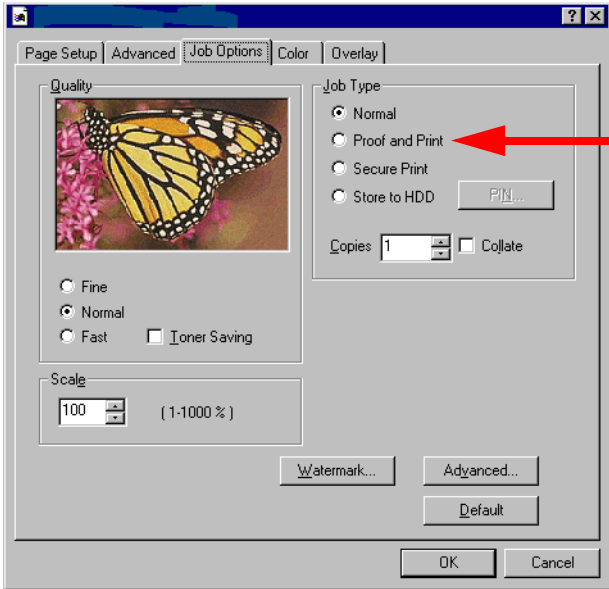 Page Setup
Advanced
Job Options
Color
Overlay
Quality
Fine
Normal
Fast
Toner Saving
Scale
100
(1-1000 %)
Job Type
Normal
Proof and Print
Secure Print
Store to HDD
PIN...
Copies
1
Collate
Watermark...
Advanced...
Default
OK
Cancel